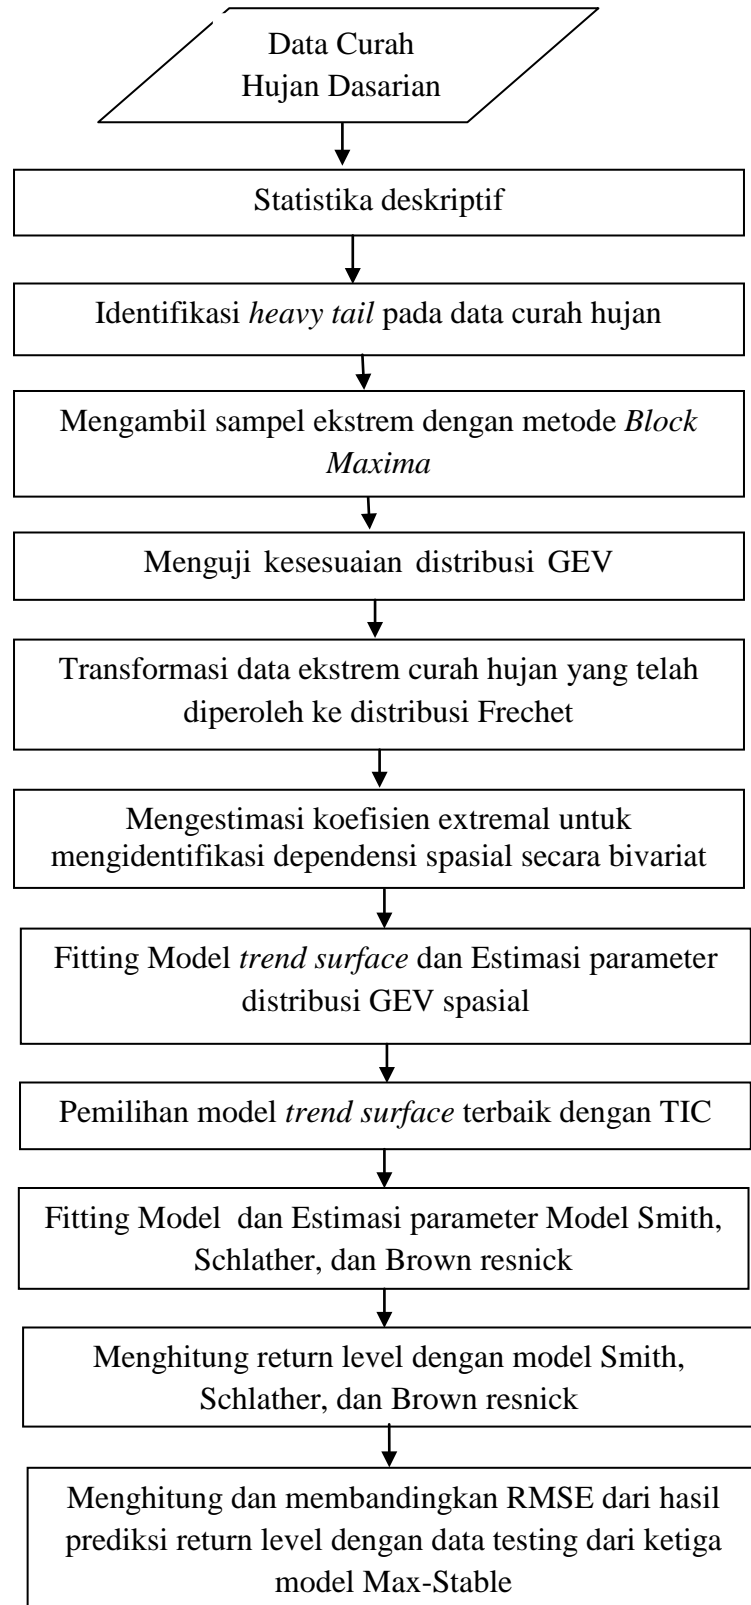 Data Curah
Hujan Dasarian
Statistika deskriptif
Identifikasi heavy tail pada data curah hujan
Mengambil sampel ekstrem dengan metode Block
Maxima
Menguji kesesuaian distribusi GEV
Transformasi data ekstrem curah hujan yang telah
diperoleh ke distribusi Frechet
Mengestimasi koefisien extremal untuk
mengidentifikasi dependensi spasial secara bivariat
Fitting Model trend surface dan Estimasi parameter
distribusi GEV spasial
Pemilihan model trend surface terbaik dengan TIC
Fitting Model dan Estimasi parameter Model Smith,
Schlather, dan Brown resnick
Menghitung return level dengan model Smith,
Schlather, dan Brown resnick
Menghitung dan membandingkan RMSE dari hasil
prediksi return level dengan data testing dari ketiga
model Max-Stable